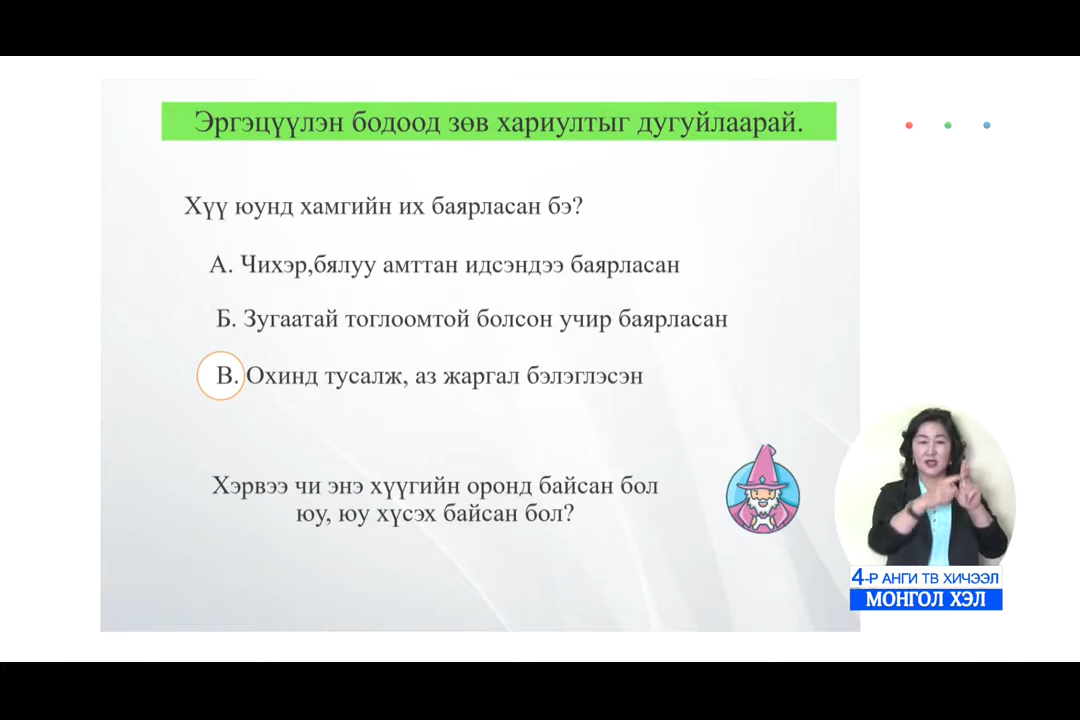 Эргэцүүлэн бодоод зөв хариултыг дугуйлаарай.
Хүү юунд хамгийн их баярласан бэ?
А. Чихэр,бялуу амттан идсэндээ баярласан
Б. Зугаатай тоглоомтой болсон учир баярласан
В. Охинд тусалж, аз жаргал бэлэглэсэн
Хэрвээ чи энэ хүүгийн оронд байсан бол
юу, юу хүсэх байсан бол?
4-Р АНГИ ТВ ХИЧЭЭЛ
МОНГОЛ ХЭЛ